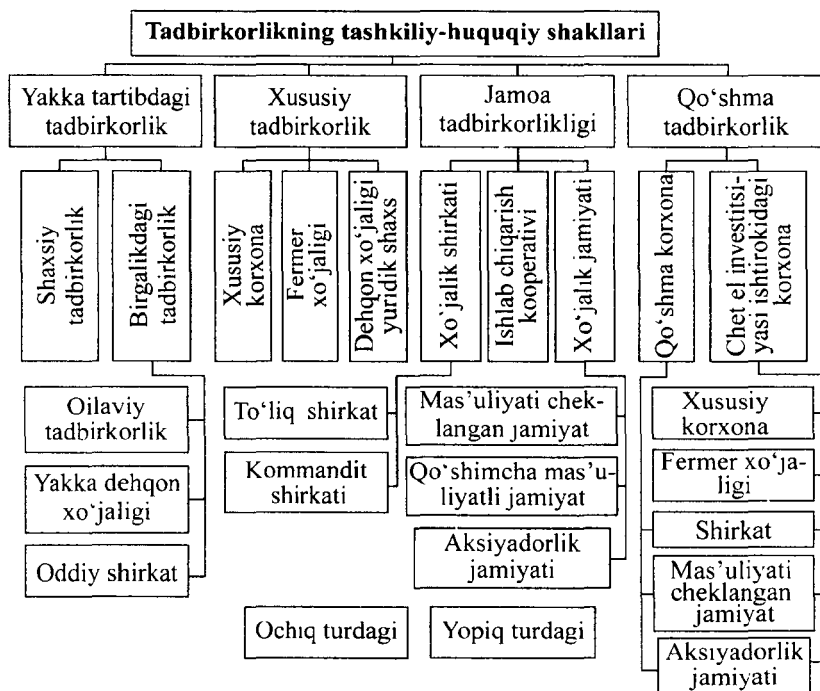 Tadbirkorlikning tashkiliy-huquqiy shakllari
Yakka tartibdagi
tadbirkorlik
Xususiy
tadbirkorlik
Jamoa
tadbirkorlikligi
Qo‘shma
tadbirkorlik
Shaxsiy
tadbirkorlik
Birgalikdagi
tadbirkorlik
Xususiy
korxona
Fermer
xo‘jaligi
Dehqon xo‘jaligi
yuridik shaxs
Xo‘jalik shirkati
Ishlab chiqarish
kooperativi
Xo‘jalik jamiyati
Qo‘shma korxona
Chet el investitsi-
yasi ishtirokidagi
korxona
Oilaviy
tadbirkorlik
Yakka dehqon
xo‘jaligi
Oddiy shirkat
To‘liq shirkat
Kommandit
shirkati
Mas’uliyati chek-
langan jamiyat
Qo‘shimcha mas’u-
liyatli jamiyat
Aksiyadorlik
jamiyati
Ochiq turdagi
Yopiq turdagi
Xususiy
korxona
Fermer xo‘ja-
ligi
Shirkat
Mas’uliyati
cheklangan
jamiyat
Aksiyadorlik
jamiyati